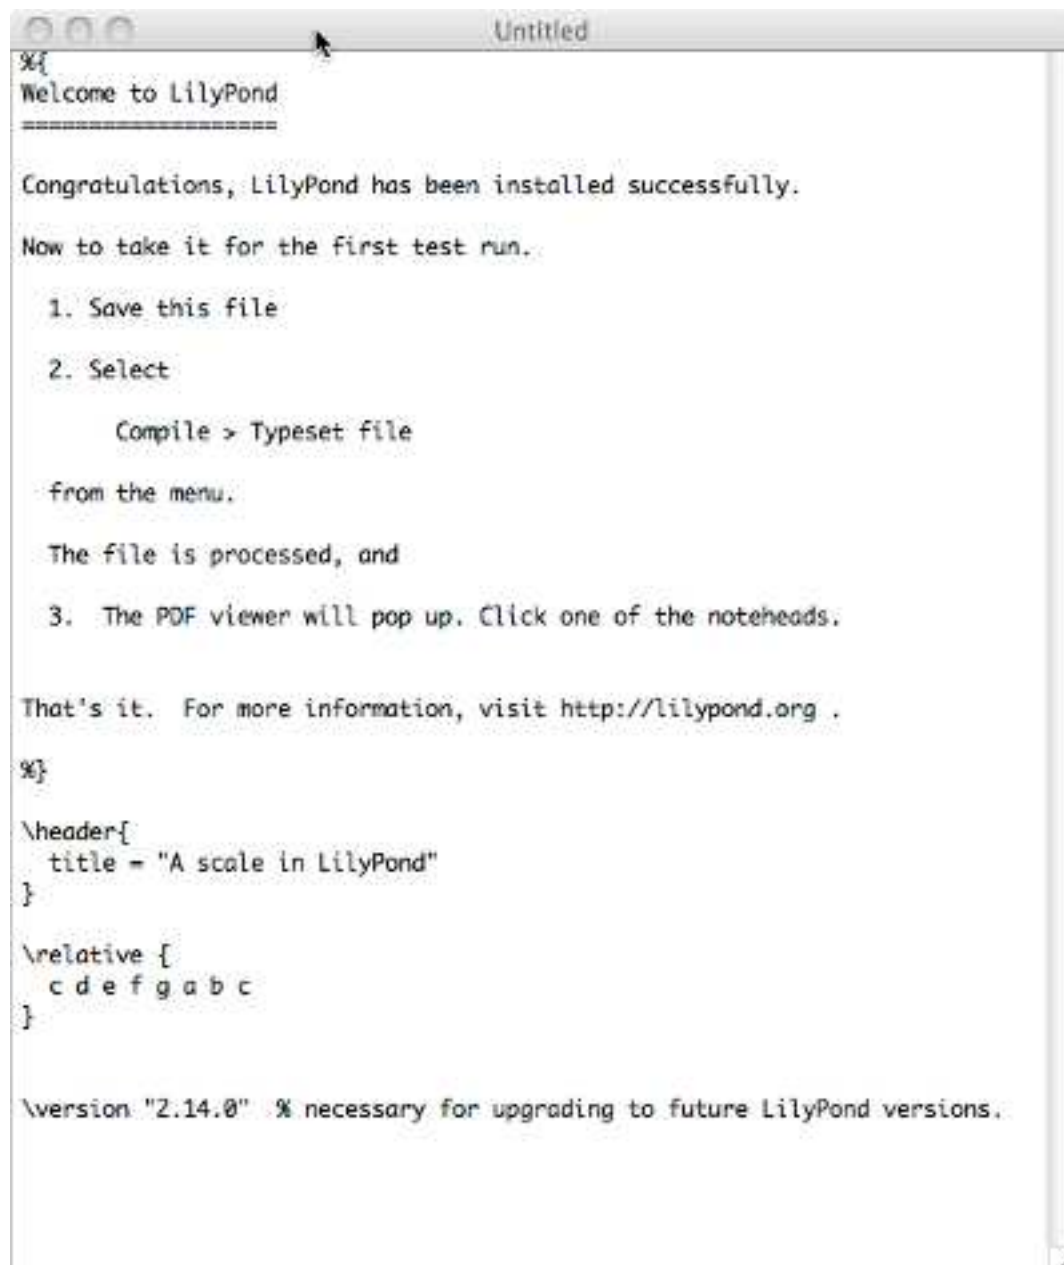 Untitled
%{
Welcome to LilyPond
===================
Congratulations, LilyPond has been installed successfully.
Now to take it for the first test run.
1. Save this file
2. Select
Compile > Typeset file
from the menu.
The file is processed, and
3.  The PDF viewer will pop up. Click one of the noteheads.
That's it.  For more information, visit http://lilypond.org .
%}
\header{
title = "A scale in LilyPond"
}
\relative {
c d e f g a b c
}
\version "2.14.0"  % necessary for upgrading to future LilyPond versions.